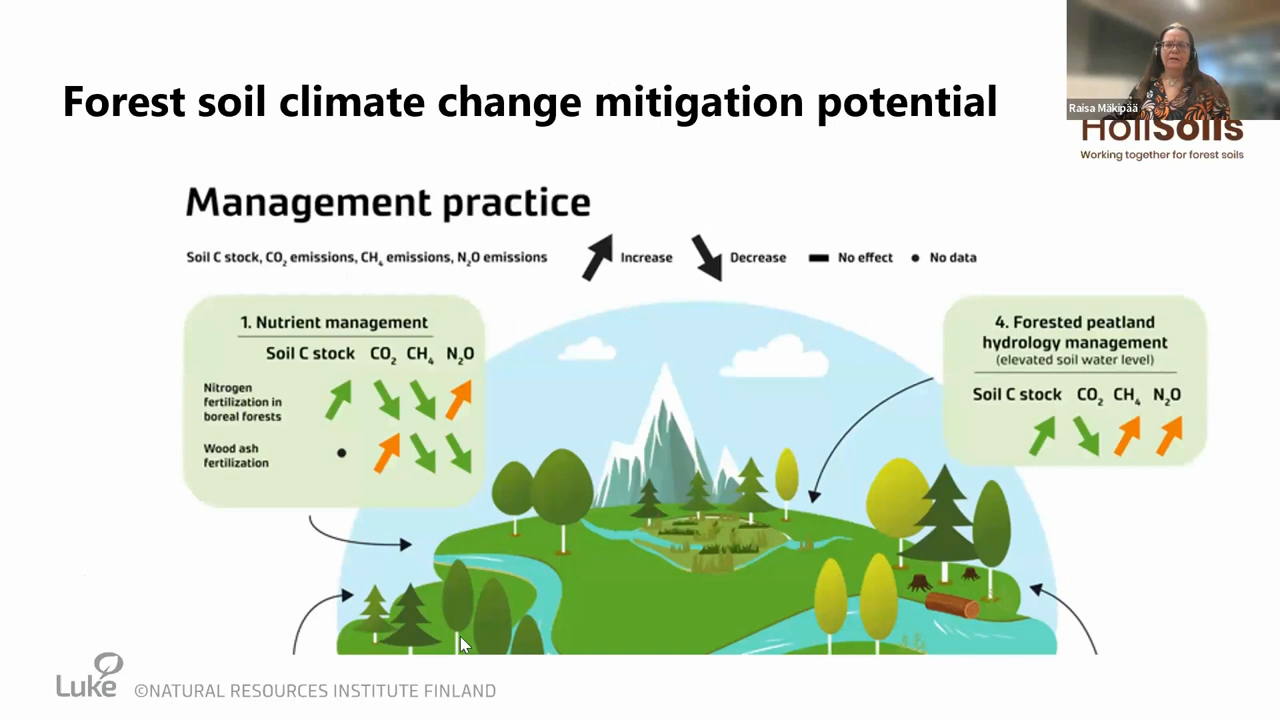 Forest soil climate change mitigation potential
Raisa Mäkipää
HoliSoils
Working together for forest soils
Management practice
Soil C stock, CO₂ emissions, CH₄ emissions, N₂O emissions
Increase
Decrease
No effect
No data
1. Nutrient management
Soil C stock CO₂ CH₄ N₂O
Nitrogen
fertilization in
boreal forests
Wood ash
fertilization
4. Forested peatland
hydrology management
(elevated soil water level)
Soil C stock CO₂ CH₄ N₂O
Luke ©NATURAL RESOURCES INSTITUTE FINLAND